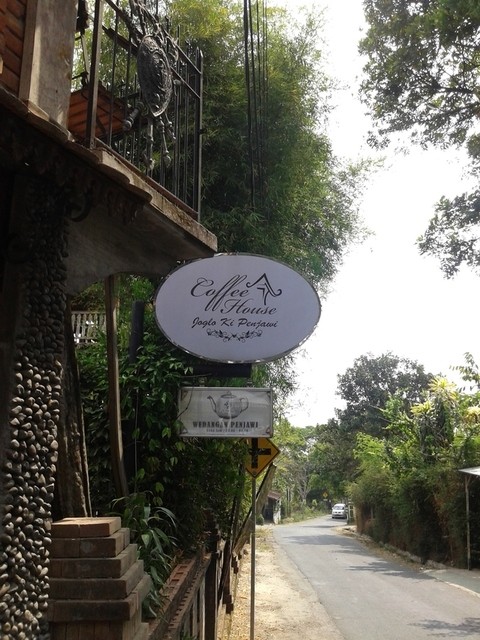 Coffee
House
Joglo Ki Penjawi
WEDANGAN PENJAWI